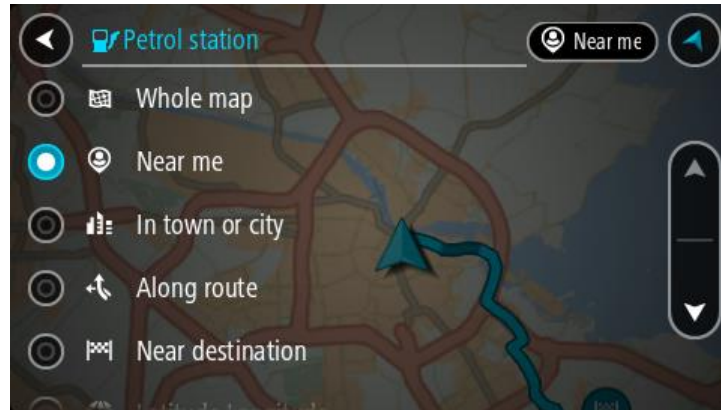 Petrol station
Near me
Whole map
Near me
In town or city
Along route
Near destination